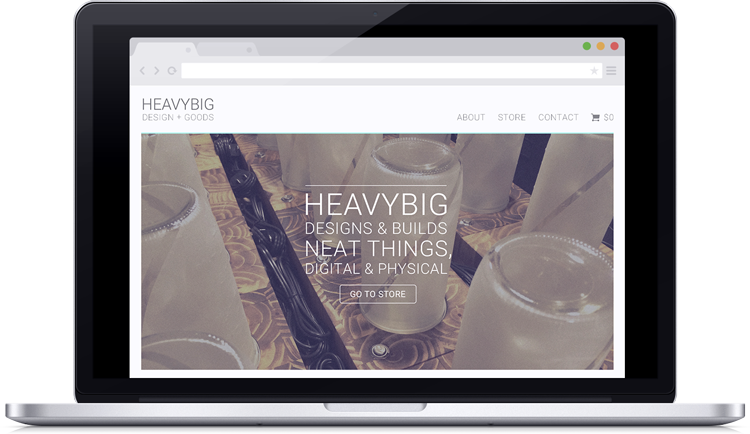 HEAVYBIG
DESIGN + GOODS
ABOUT STORE CONTACT $0
HEAVYBIG
DESIGNS & BUILDS
NEAT THINGS,
DIGITAL & PHYSICAL
GO TO STORE